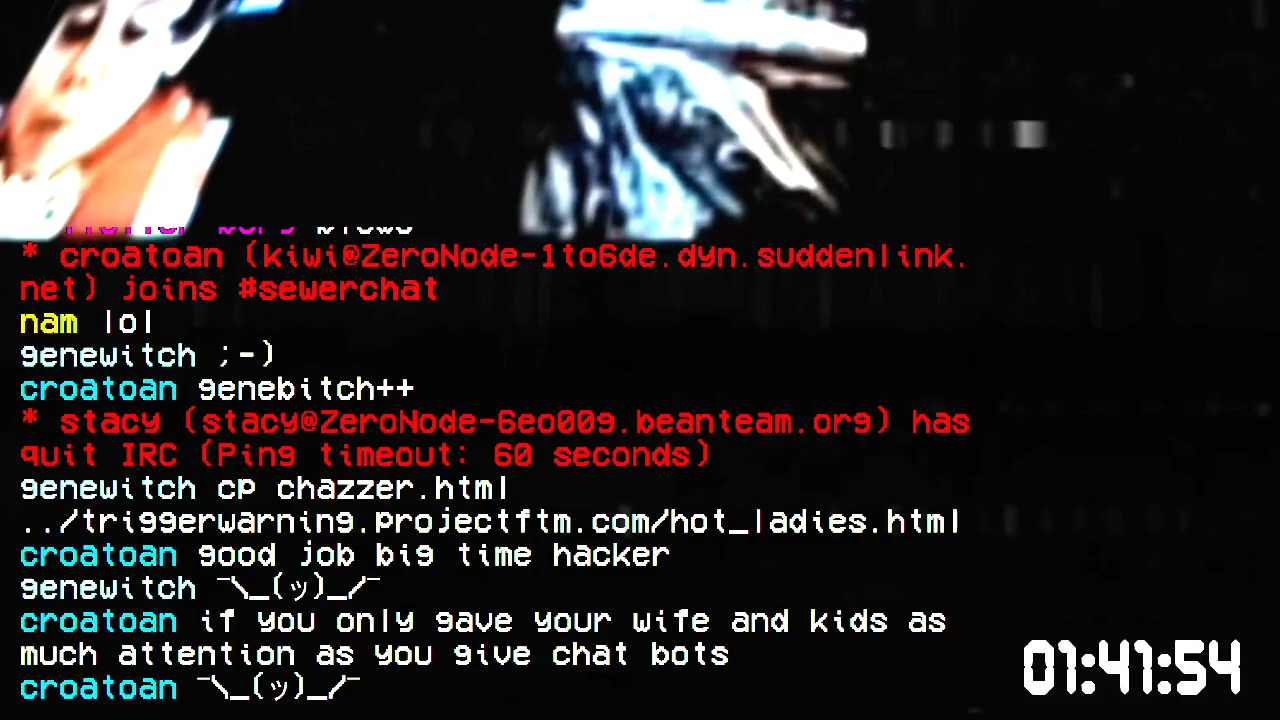 * croatoan (kiwi@ZeroNode-1to6de.dyn.suddenlink.
net) joins #sewerchat
nam lol
genewitch ;-)
croatoan genebitch++
* stacy (stacy@ZeroNode-6eo009.beanteam.org) has
quit IRC (Ping timeout: 60 seconds)
genewitch cp chazzer.html
../triggerwarning.projectftm.com/hot_ladies.html
croatoan good job big time hacker
genewitch ¯\_(ツ)_/¯
croatoan if you only gave your wife and kids as
much attention as you give chat bots
croatoan ¯\_(ツ)_/¯
01:41:54